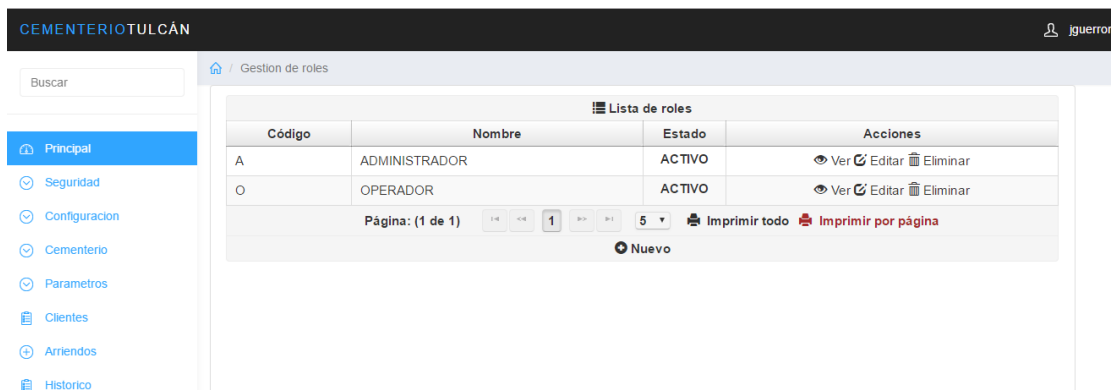 CEMENTERIOTULCÁN
Buscar
Principal
Seguridad
Configuracion
Cementerio
Parametros
Clientes
Arriendos
Historico
/ Gestion de roles
Lista de roles
Código Nombre Estado Acciones
A ADMINISTRADOR ACTIVO Ver Editar Eliminar
O OPERADOR ACTIVO Ver Editar Eliminar
Página: (1 de 1) 1 5 Imprimir todo Imprimir por página
Nuevo